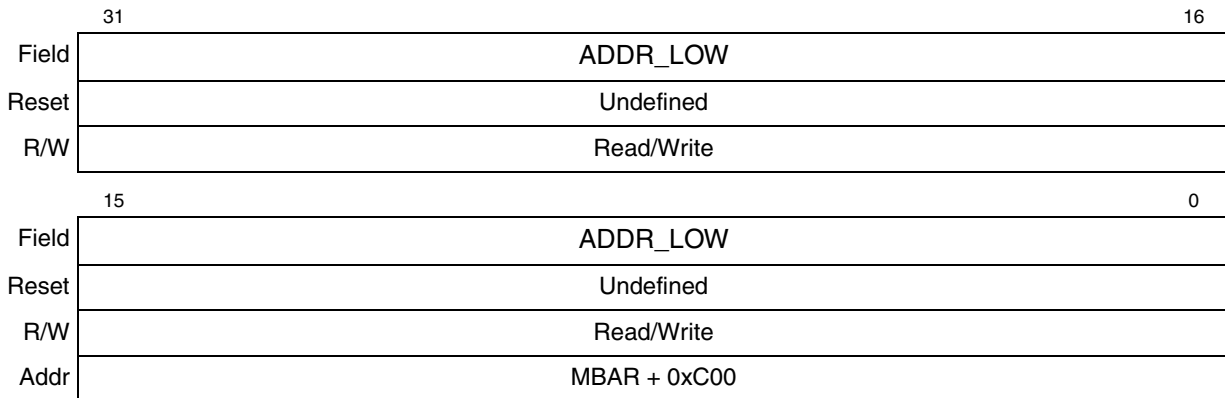 31 16
Field ADDR_LOW
Reset Undefined
R/W Read/Write
15 0
Field ADDR_LOW
Reset Undefined
R/W Read/Write
Addr MBAR + 0xC00